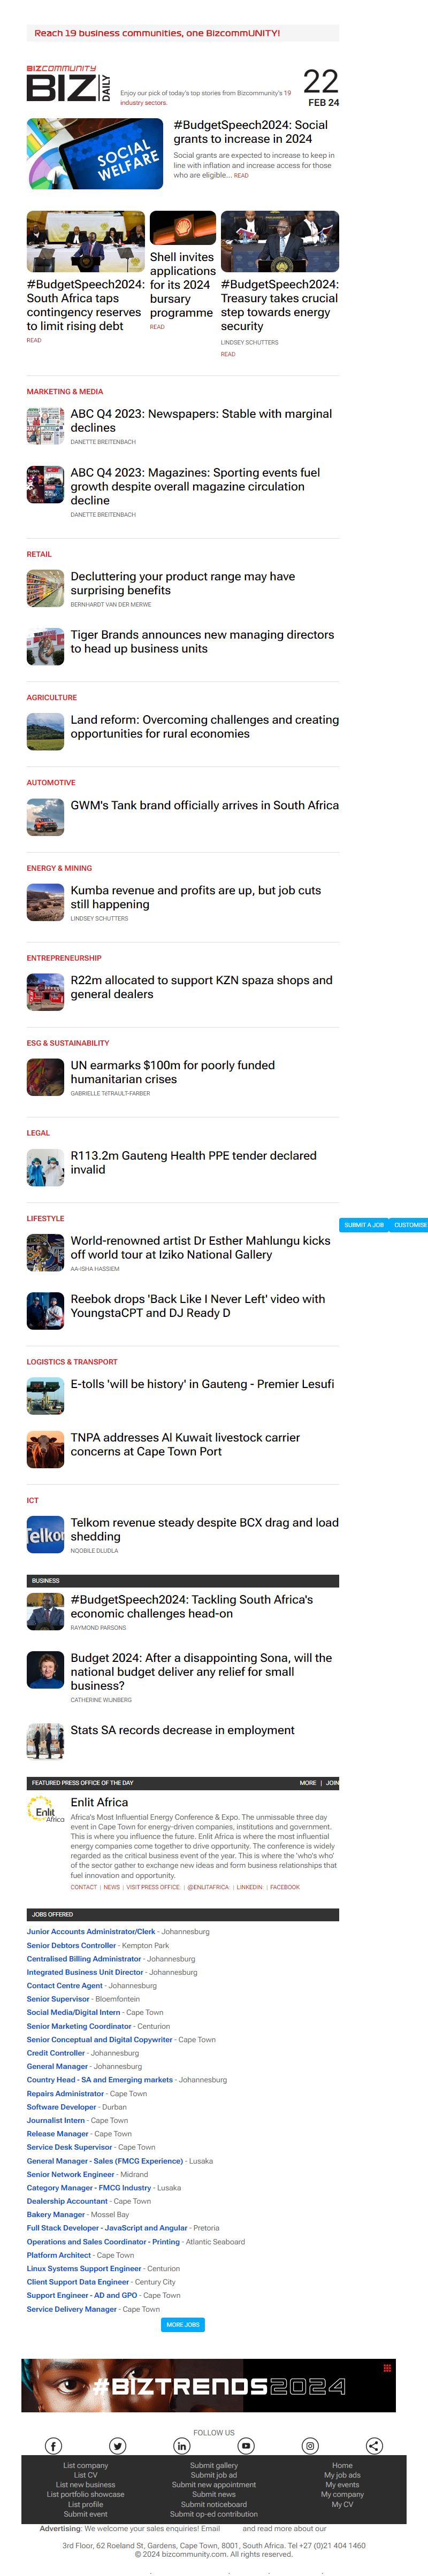 Reach 19 business communities, one BizcommUNITY!
BIZCOMMUNITY
BIZ DAILY
Enjoy our pick of today's top stories from Bizcommunity's 19
industry sectors.
22
FEB 24
SOCIAL
WELFARE
#BudgetSpeech2024: Social
grants to increase in 2024
Social grants are expected to increase to keep in
line with inflation and increase access for those
who are eligible... READ
#BudgetSpeech2024:
South Africa taps
contingency reserves
to limit rising debt
READ
Shell invites
applications
for its 2024
bursary
programme
READ
#BudgetSpeech2024:
Treasury takes crucial
step towards energy
security
LINDSEY SCHUTTERS
READ
MARKETING & MEDIA
ABC Q4 2023: Newspapers: Stable with marginal
declines
DANETTE BREITENBACH
ABC Q4 2023: Magazines: Sporting events fuel
growth despite overall magazine circulation
decline
DANETTE BREITENBACH
RETAIL
Decluttering your product range may have
surprising benefits
BERNHARDT VAN DER MERWE
Tiger Brands announces new managing directors
to head up business units
AGRICULTURE
Land reform: Overcoming challenges and creating
opportunities for rural economies
AUTOMOTIVE
GWM's Tank brand officially arrives in South Africa
ENERGY & MINING
Kumba revenue and profits are up, but job cuts
still happening
LINDSEY SCHUTTERS
ENTREPRENEURSHIP
R22m allocated to support KZN spaza shops and
general dealers
ESG & SUSTAINABILITY
UN earmarks $100m for poorly funded
humanitarian crises
GABRIELLE TéTRAULT-FARBER
LEGAL
R113.2m Gauteng Health PPE tender declared
invalid
LIFESTYLE
SUBMIT A JOB CUSTOMISE
World-renowned artist Dr Esther Mahlungu kicks
off world tour at Iziko National Gallery
AA-ISHA HASSIEM
Reebok drops 'Back Like I Never Left' video with
YoungstaCPT and DJ Ready D
LOGISTICS & TRANSPORT
E-tolls 'will be history' in Gauteng - Premier Lesufi
TNPA addresses Al Kuwait livestock carrier
concerns at Cape Town Port
ICT
Telkom
Telkom revenue steady despite BCX drag and load
shedding
NQOBILE DLUDLA
BUSINESS
#BudgetSpeech2024: Tackling South Africa's
economic challenges head-on
RAYMOND PARSONS
Budget 2024: After a disappointing Sona, will the
national budget deliver any relief for small
business?
CATHERINE WIJNBERG
Stats SA records decrease in employment
FEATURED PRESS OFFICE OF THE DAY MORE | JOIN
Enlit
Africa
Enlit Africa
Africa's Most Influential Energy Conference & Expo. The unmissable three day
event in Cape Town for energy-driven companies, institutions and government.
This is where you influence the future. Enlit Africa is where the most influential
energy companies come together to drive opportunity. The conference is widely
regarded as the critical business event of the year. This is where the 'who's who'
of the sector gather to exchange new ideas and form business relationships that
fuel innovation and opportunity.
CONTACT | NEWS | VISIT PRESS OFFICE | @ENLITAFRICA | LINKEDIN | FACEBOOK
JOBS OFFERED
Junior Accounts Administrator/Clerk - Johannesburg
Senior Debtors Controller - Kempton Park
Centralised Billing Administrator - Johannesburg
Integrated Business Unit Director - Johannesburg
Contact Centre Agent - Johannesburg
Senior Supervisor - Bloemfontein
Social Media/Digital Intern - Cape Town
Senior Marketing Coordinator - Centurion
Senior Conceptual and Digital Copywriter - Cape Town
Credit Controller - Johannesburg
General Manager - Johannesburg
Country Head - SA and Emerging markets - Johannesburg
Repairs Administrator - Cape Town
Software Developer - Durban
Journalist Intern - Cape Town
Release Manager - Cape Town
Service Desk Supervisor - Cape Town
General Manager - Sales (FMCG Experience) - Lusaka
Senior Network Engineer - Midrand
Category Manager - FMCG Industry - Lusaka
Dealership Accountant - Cape Town
Bakery Manager - Mossel Bay
Full Stack Developer - JavaScript and Angular - Pretoria
Operations and Sales Coordinator - Printing - Atlantic Seaboard
Platform Architect - Cape Town
Linux Systems Support Engineer - Centurion
Client Support Data Engineer - Century City
Support Engineer - AD and GPO - Cape Town
Service Delivery Manager - Cape Town
MORE JOBS
#BIZTRENDS2024
FOLLOW US
List company Submit gallery Home
List CV Submit job ad My job ads
List new business Submit new appointment My events
List portfolio showcase Submit news My company
List profile Submit noticeboard My CV
Submit event Submit op-ed contribution
Advertising: We welcome your sales enquiries! Email and read more about our
3rd Floor, 62 Roeland St, Gardens, Cape Town, 8001, South Africa. Tel +27 (0)21 404 1460
© 2024 bizcommunity.com. All rights reserved.